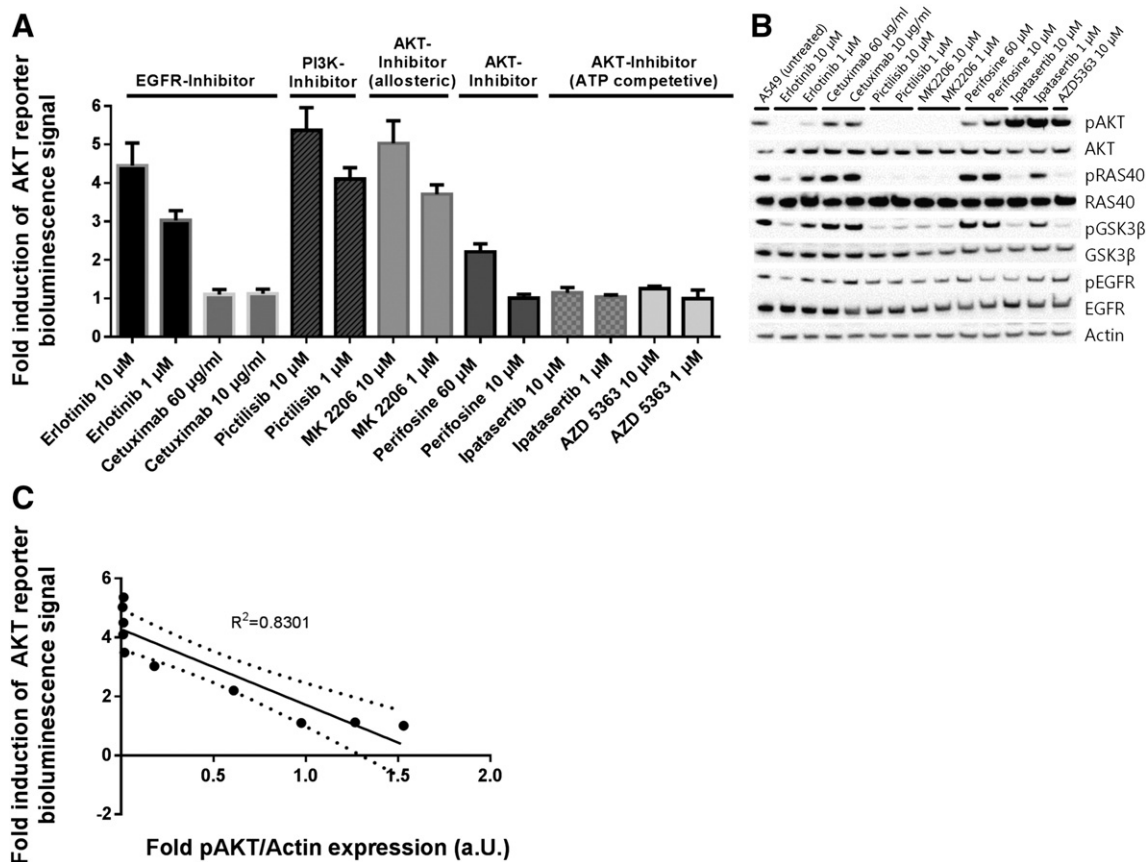 A
Fold induction of AKT reporter
bioluminescence signal
EGFR-Inhibitor
PI3K-
Inhibitor
AKT-
Inhibitor
(allosteric)
AKT-
Inhibitor
AKT-Inhibitor
(ATP competetive)
6
5
4
3
2
1
0
Erlotinib 10 µM
Erlotinib 1 µM
Cetuximab 60 µg/ml
Cetuximab 10 µg/ml
Pictilisib 10 µM
Pictilisib 1 µM
MK 2206 10 µM
MK 2206 1 µM
Perifosine 60 µM
Perifosine 10 µM
Ipatasertib 10 µM
Ipatasertib 1 µM
AZD 5363 10 µM
AZD 5363 1 µM
B
A549 (untreated)
Erlotinib 10 µM
Erlotinib 1 µM
Cetuximab 60 µg/ml
Cetuximab 10 µg/ml
Pictilisib 10 µM
Pictilisib 1 µM
MK2206 10 µM
MK2206 1 µM
Perifosine 60 µM
Perifosine 10 µM
Ipatasertib 10 µM
Ipatasertib 1 µM
AZD5363 10 µM
pAKT
AKT
pRAS40
RAS40
pGSK3β
GSK3β
pEGFR
EGFR
Actin
C
Fold induction of AKT reporter
bioluminescence signal
6
4
2
0
-2
R²=0.8301
0.5
1.0
1.5
2.0
Fold pAKT/Actin expression (a.U.)